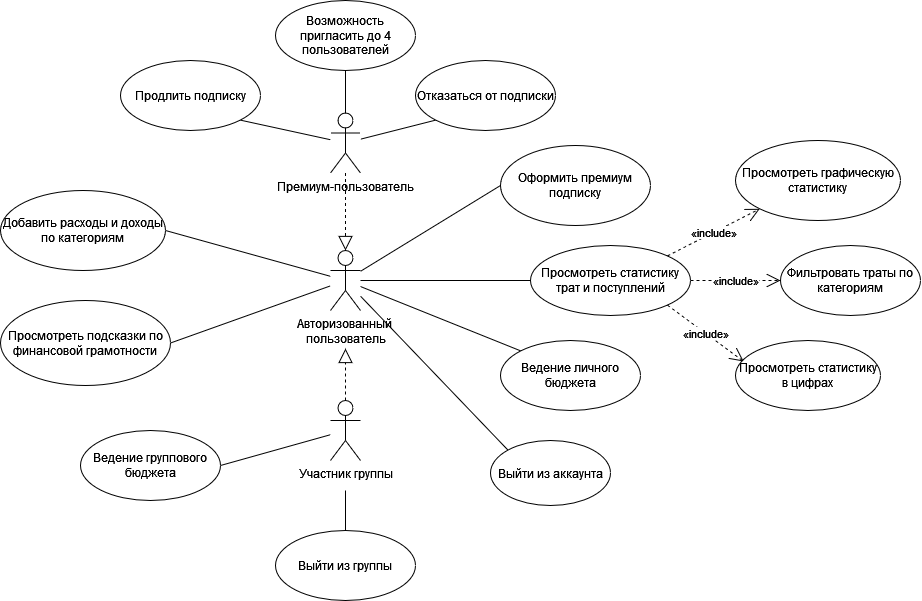 Возможность
пригласить до 4
пользователей
Продлить подписку
Отказаться от подписки
Премиум-пользователь
Оформить премиум
подписку
Просмотреть графическую
статистику
Добавить расходы и доходы
по категориям
«include»
Просмотреть статистику
трат и поступлений
«include»
Фильтровать траты по
категориям
Авторизованный
пользователь
Просмотреть подсказки по
финансовой грамотности
«include»
Ведение личного
бюджета
Просмотреть статистику
в цифрах
Ведение группового
бюджета
Участник группы
Выйти из аккаунта
Выйти из группы